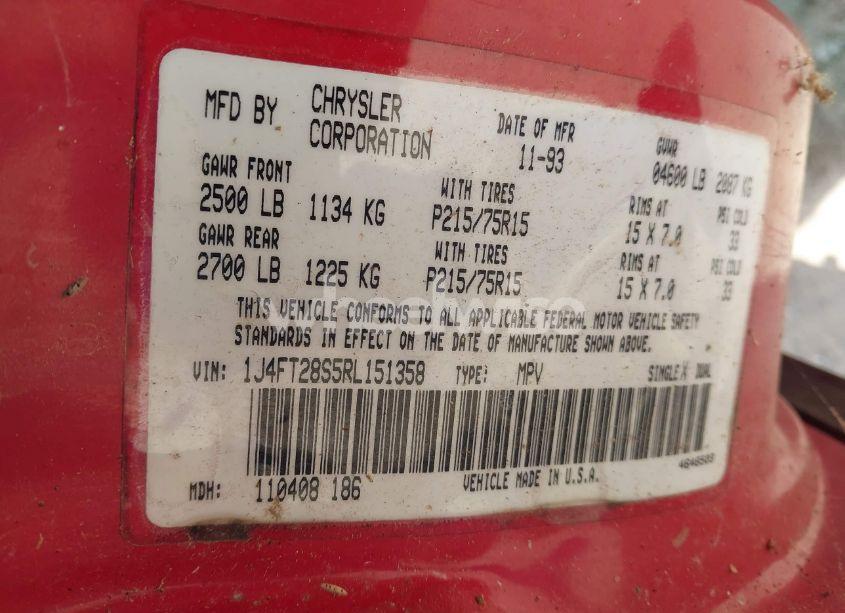 MFD BY CHRYSLER CORPORATION DATE OF MFR 11-93 GVWR 04600 LB 2087 KG
GAWR FRONT WITH TIRES RIMS AT PSI COLD
2500 LB 1134 KG P215/75R15 15 X 7.0 33
GAWR REAR WITH TIRES RIMS AT PSI COLD
2700 LB 1225 KG P215/75R15 15 X 7.0 33
THIS VEHICLE CONFORMS TO ALL APPLICABLE FEDERAL MOTOR VEHICLE SAFETY
STANDARDS IN EFFECT ON THE DATE OF MANUFACTURE SHOWN ABOVE.
VIN: 1J4FT28S5RL151358 TYPE: MPV SINGLE X DUAL
4646503
MDH: 110408 186 VEHICLE MADE IN U.S.A.